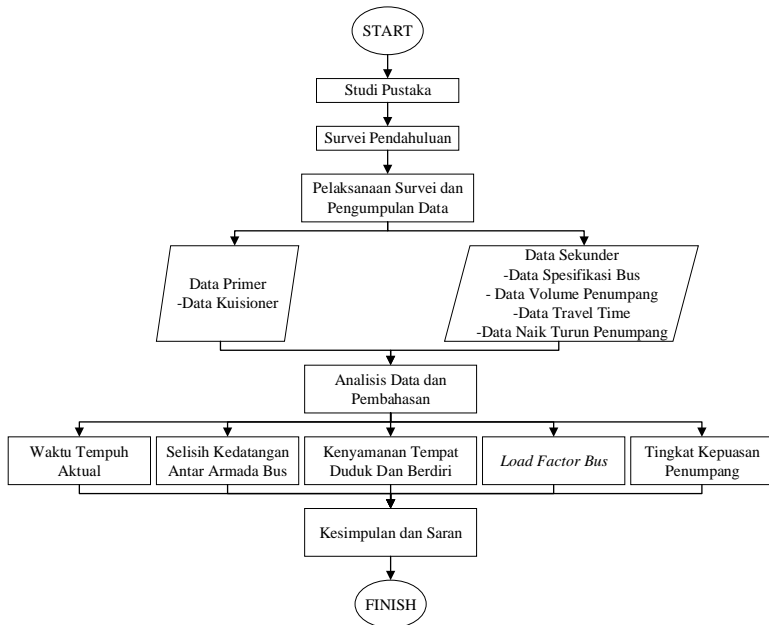 START
Studi Pustaka
Survei Pendahuluan
Pelaksanaan Survei dan
Pengumpulan Data
Data Primer
-Data Kuisioner
Data Sekunder
-Data Spesifikasi Bus
- Data Volume Penumpang
-Data Travel Time
-Data Naik Turun Penumpang
Analisis Data dan
Pembahasan
Waktu Tempuh
Aktual
Selisih Kedatangan
Antar Armada Bus
Kenyamanan Tempat
Duduk Dan Berdiri
Load Factor Bus
Tingkat Kepuasan
Penumpang
Kesimpulan dan Saran
FINISH